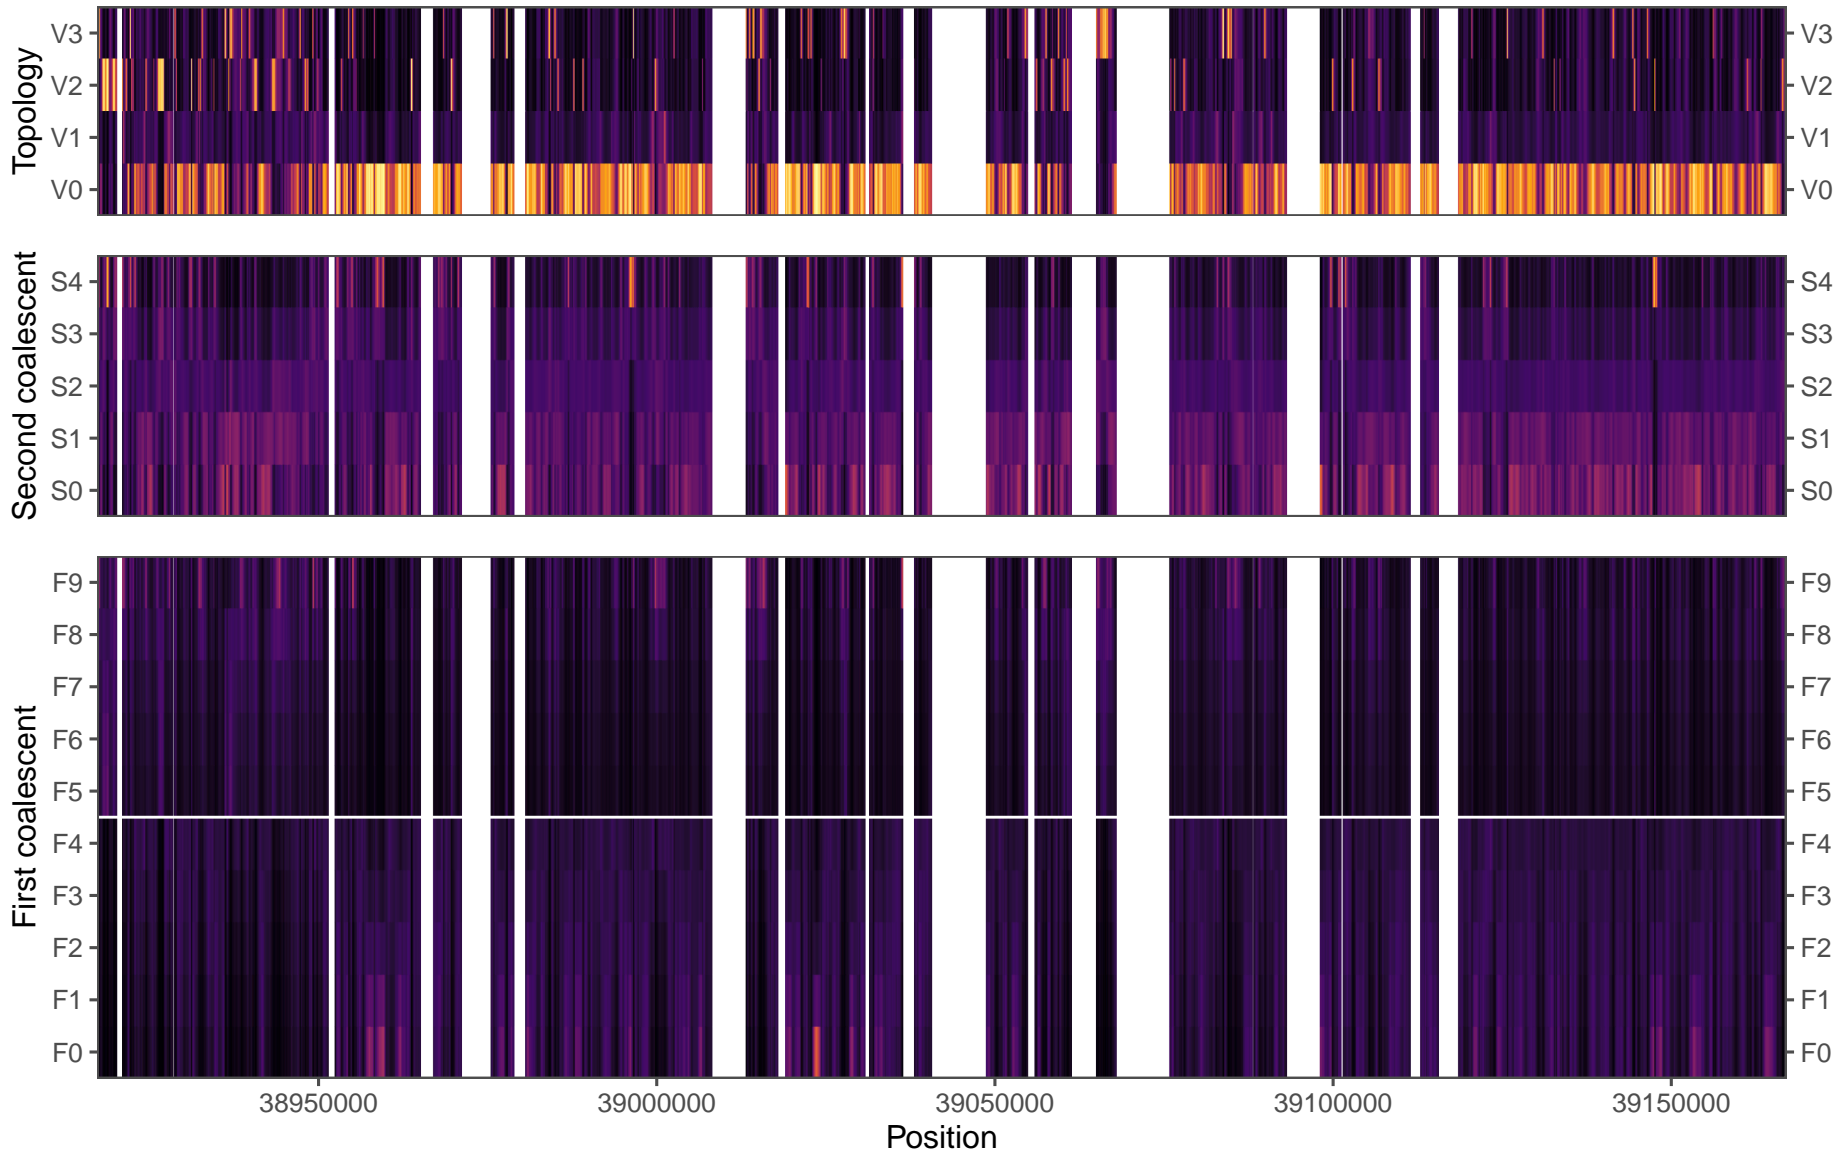 Topology
V3
V2
V1
V0
V3
V2
V1
V0
Second coalescent
S4
S3
S2
S1
S0
S4
S3
S2
S1
S0
First coalescent
F9
F8
F7
F6
F5
F4
F3
F2
F1
F0
F9
F8
F7
F6
F5
F4
F3
F2
F1
F0
38950000 39000000 39050000 39100000 39150000
Position